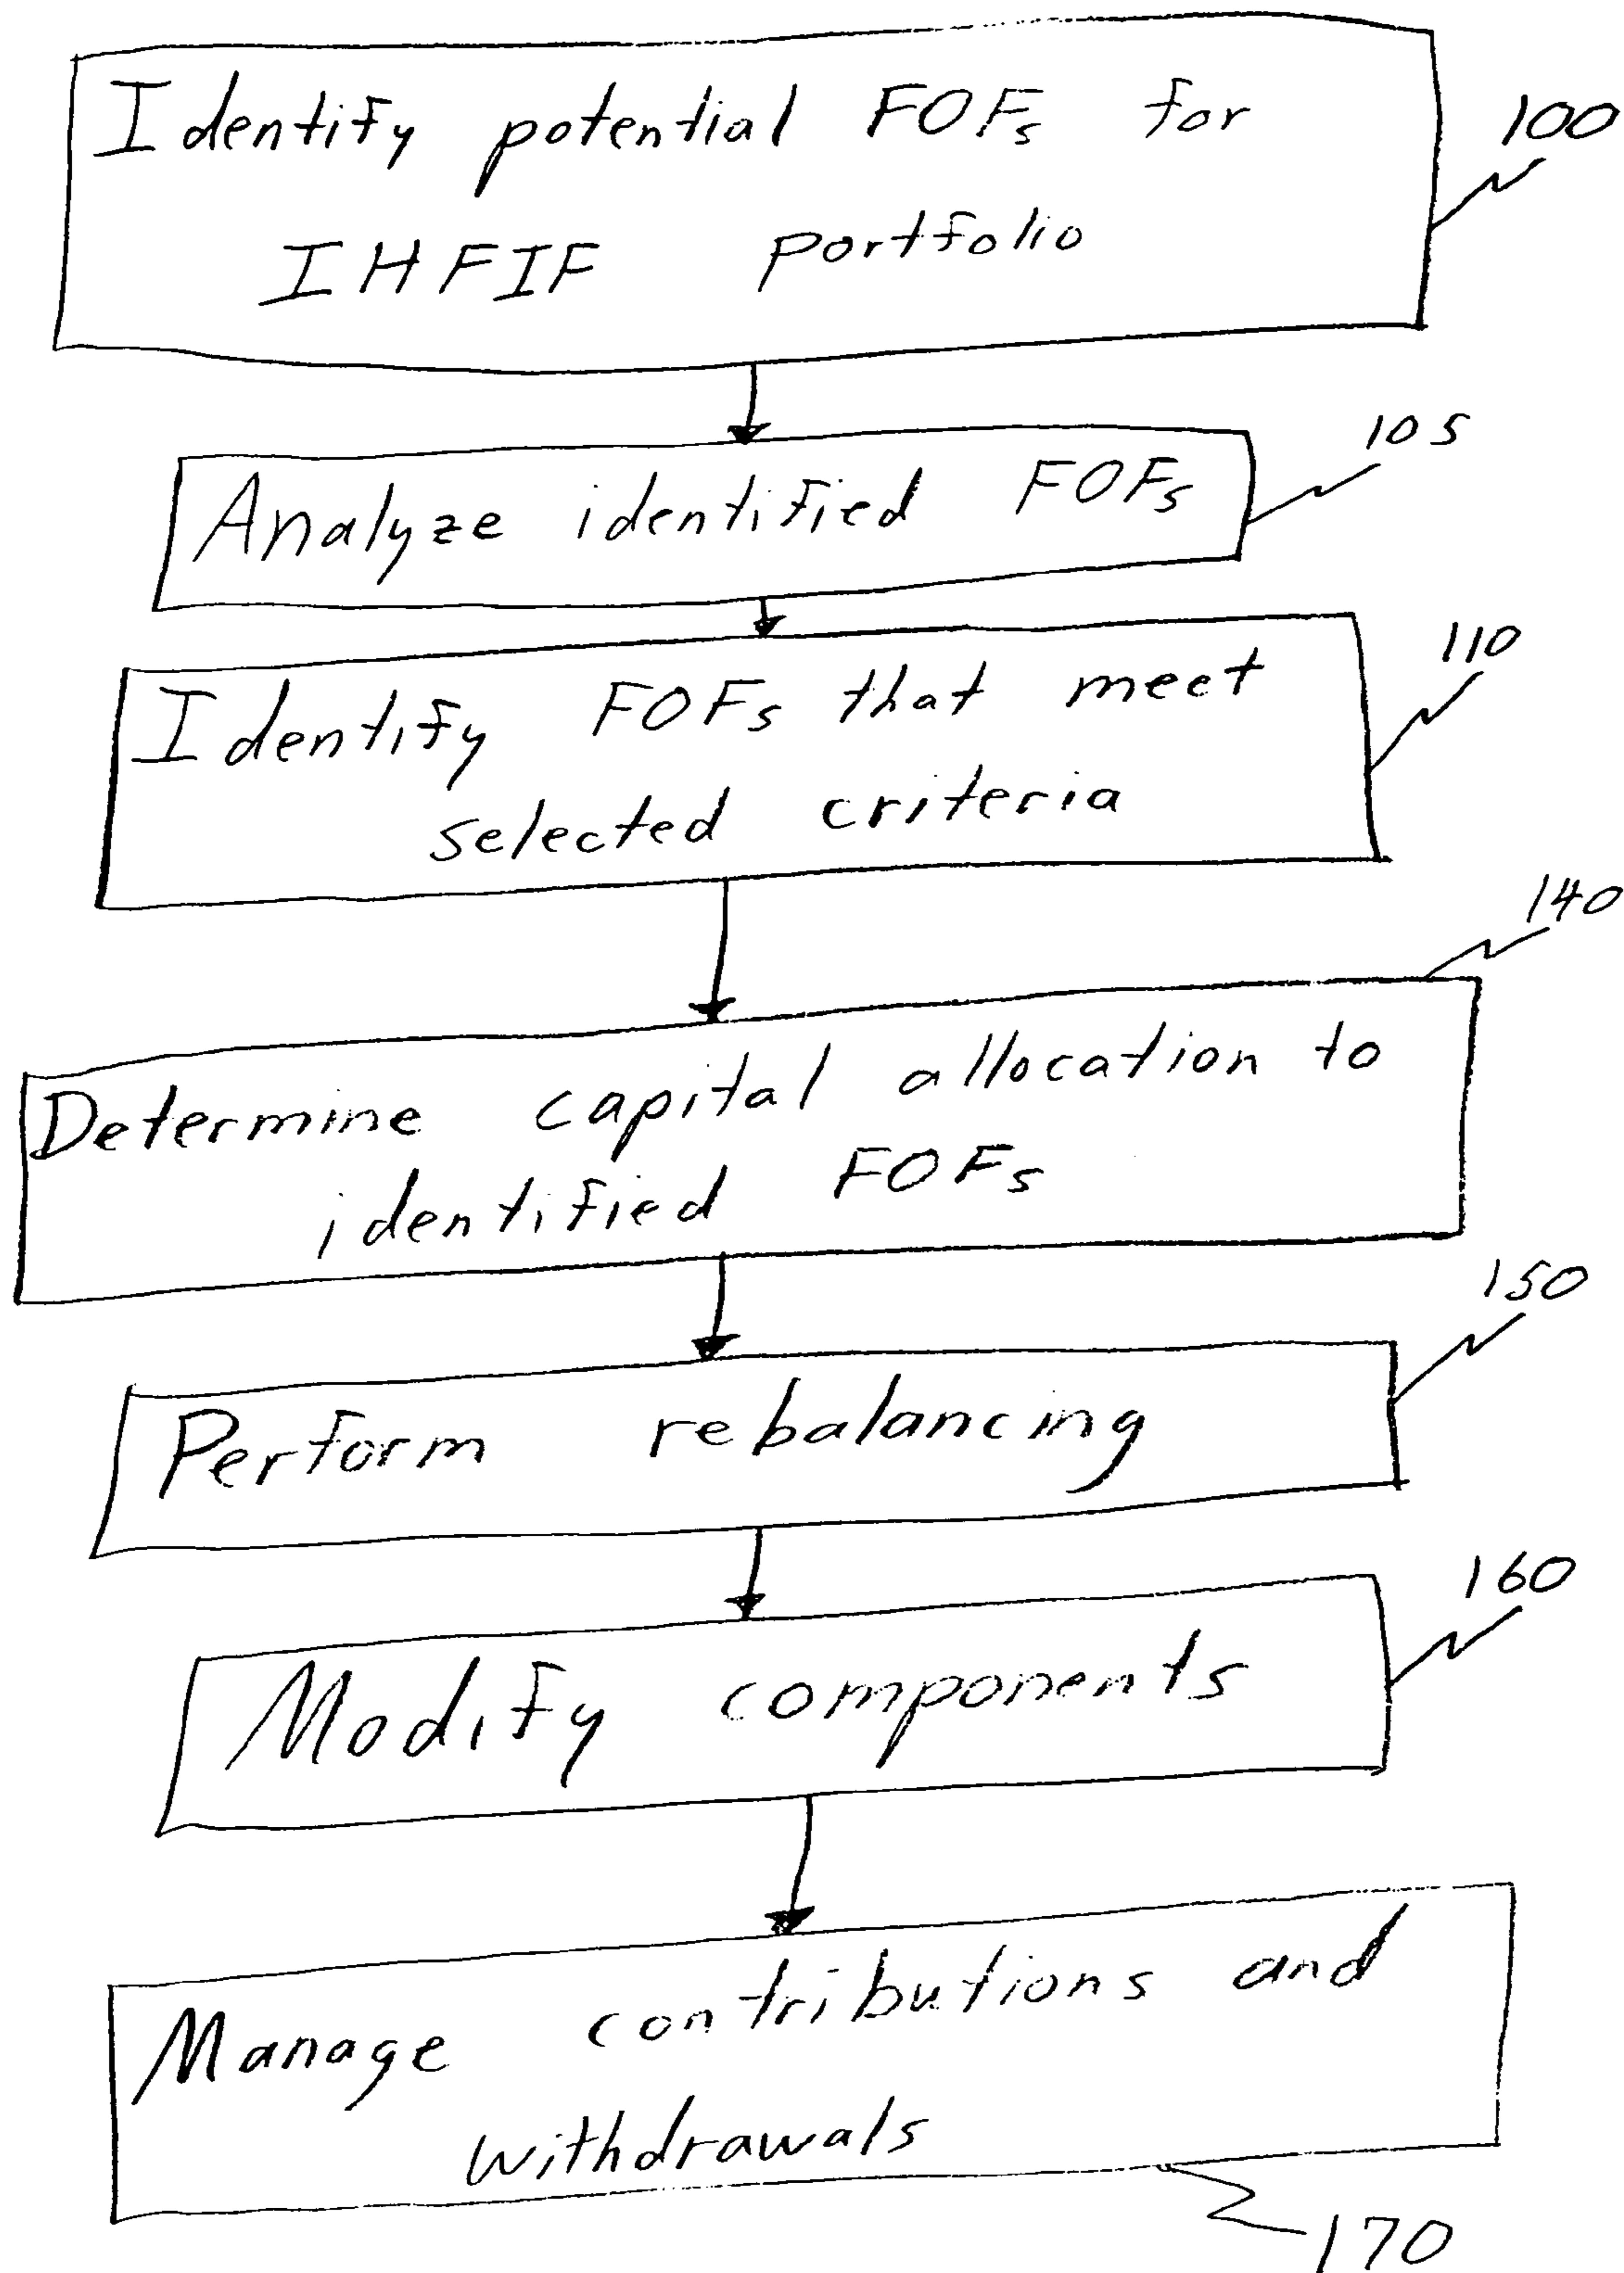 Identify potential FOFs for
IHFIF portfolio
100
Analyze identified FOFs
105
Identify FOFs that meet
selected criteria
110
140
Determine capital allocation to
identified FOFs
150
Perform rebalancing
160
Modify components
Manage contributions and
withdrawals
170